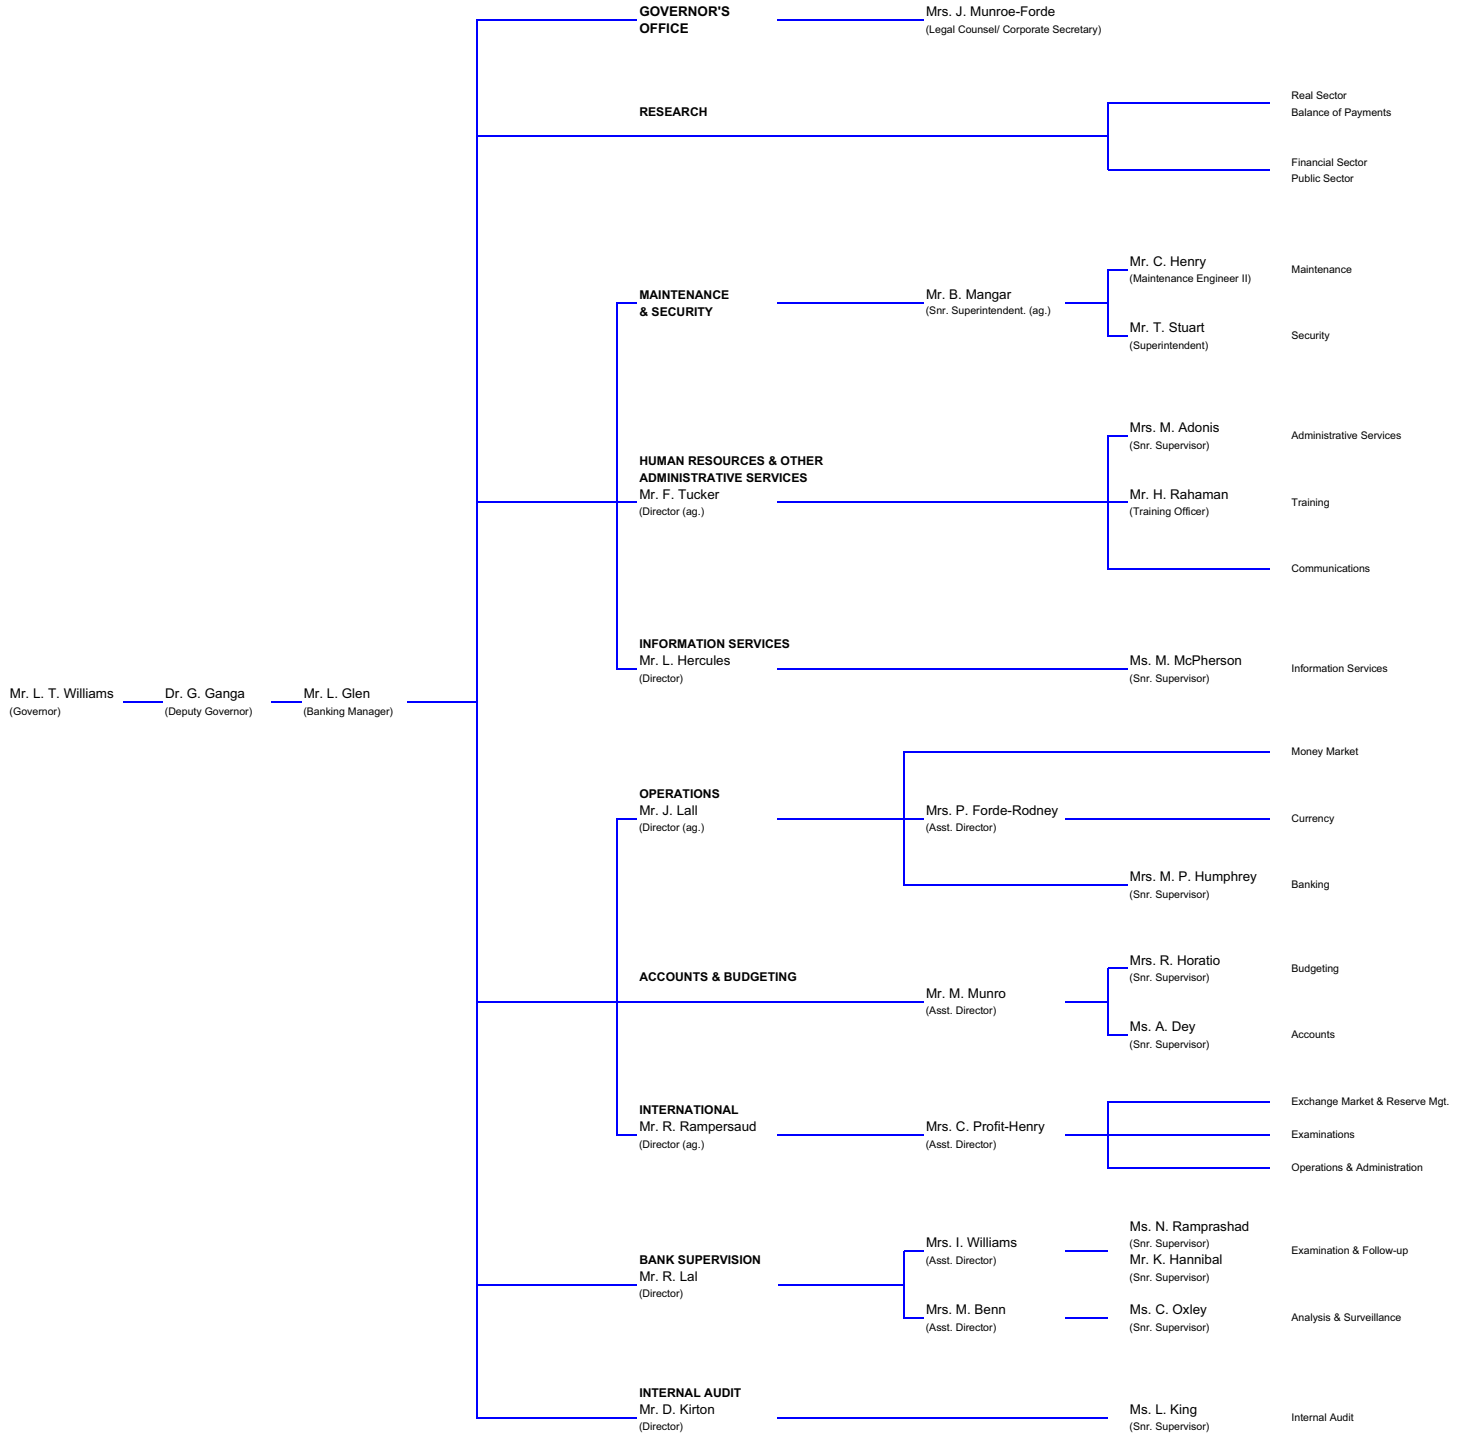 GOVERNOR'S
OFFICE
Mrs. J. Munroe-Forde
(Legal Counsel/ Corporate Secretary)
RESEARCH
Real Sector
Balance of Payments
Financial Sector
Public Sector
MAINTENANCE
& SECURITY
Mr. B. Mangar
(Snr. Superintendent. (ag.)
Mr. C. Henry
(Maintenance Engineer II)
Maintenance
Mr. T. Stuart
(Superintendent)
Security
HUMAN RESOURCES & OTHER
ADMINISTRATIVE SERVICES
Mr. F. Tucker
(Director (ag.)
Mrs. M. Adonis
(Snr. Supervisor)
Administrative Services
Mr. H. Rahaman
(Training Officer)
Training
Communications
INFORMATION SERVICES
Mr. L. Hercules
(Director)
Ms. M. McPherson
(Snr. Supervisor)
Information Services
Mr. L. T. Williams
(Governor)
Dr. G. Ganga
(Deputy Governor)
Mr. L. Glen
(Banking Manager)
OPERATIONS
Mr. J. Lall
(Director (ag.)
Money Market
Mrs. P. Forde-Rodney
(Asst. Director)
Currency
Mrs. M. P. Humphrey
(Snr. Supervisor)
Banking
ACCOUNTS & BUDGETING
Mr. M. Munro
(Asst. Director)
Mrs. R. Horatio
(Snr. Supervisor)
Budgeting
Ms. A. Dey
(Snr. Supervisor)
Accounts
INTERNATIONAL
Mr. R. Rampersaud
(Director (ag.)
Mrs. C. Profit-Henry
(Asst. Director)
Exchange Market & Reserve Mgt.
Examinations
Operations & Administration
BANK SUPERVISION
Mr. R. Lal
(Director)
Mrs. I. Williams
(Asst. Director)
Ms. N. Ramprashad
(Snr. Supervisor)
Mr. K. Hannibal
(Snr. Supervisor)
Examination & Follow-up
Mrs. M. Benn
(Asst. Director)
Ms. C. Oxley
(Snr. Supervisor)
Analysis & Surveillance
INTERNAL AUDIT
Mr. D. Kirton
(Director)
Ms. L. King
(Snr. Supervisor)
Internal Audit